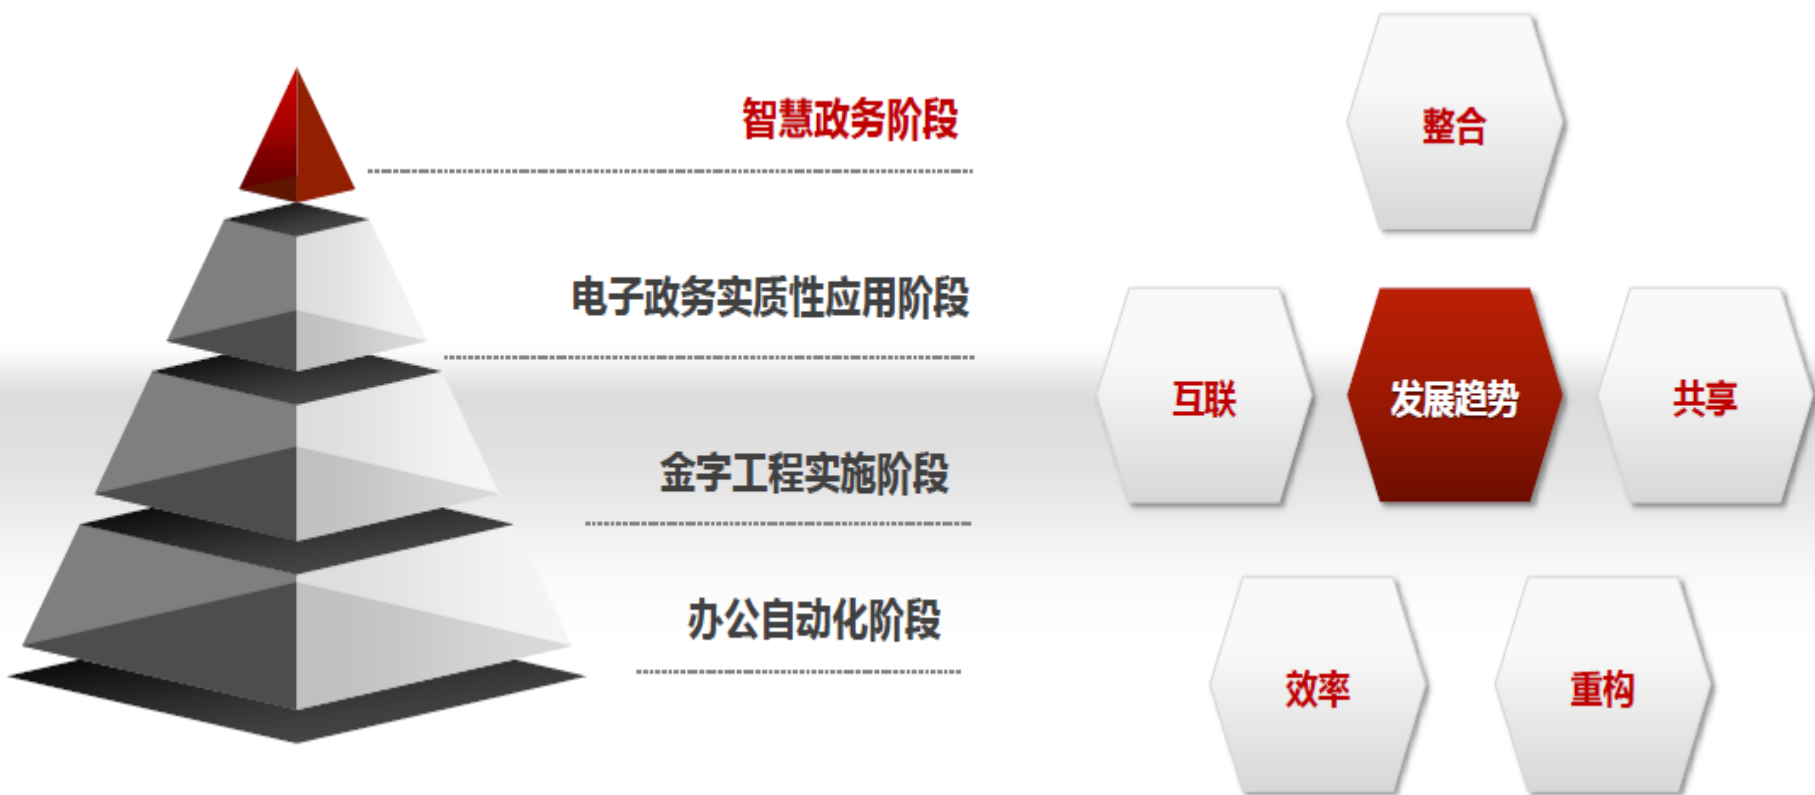 智慧政务阶段
电子政务实质性应用阶段
金字工程实施阶段
办公自动化阶段
整合
互联
发展趋势
共享
效率
重构